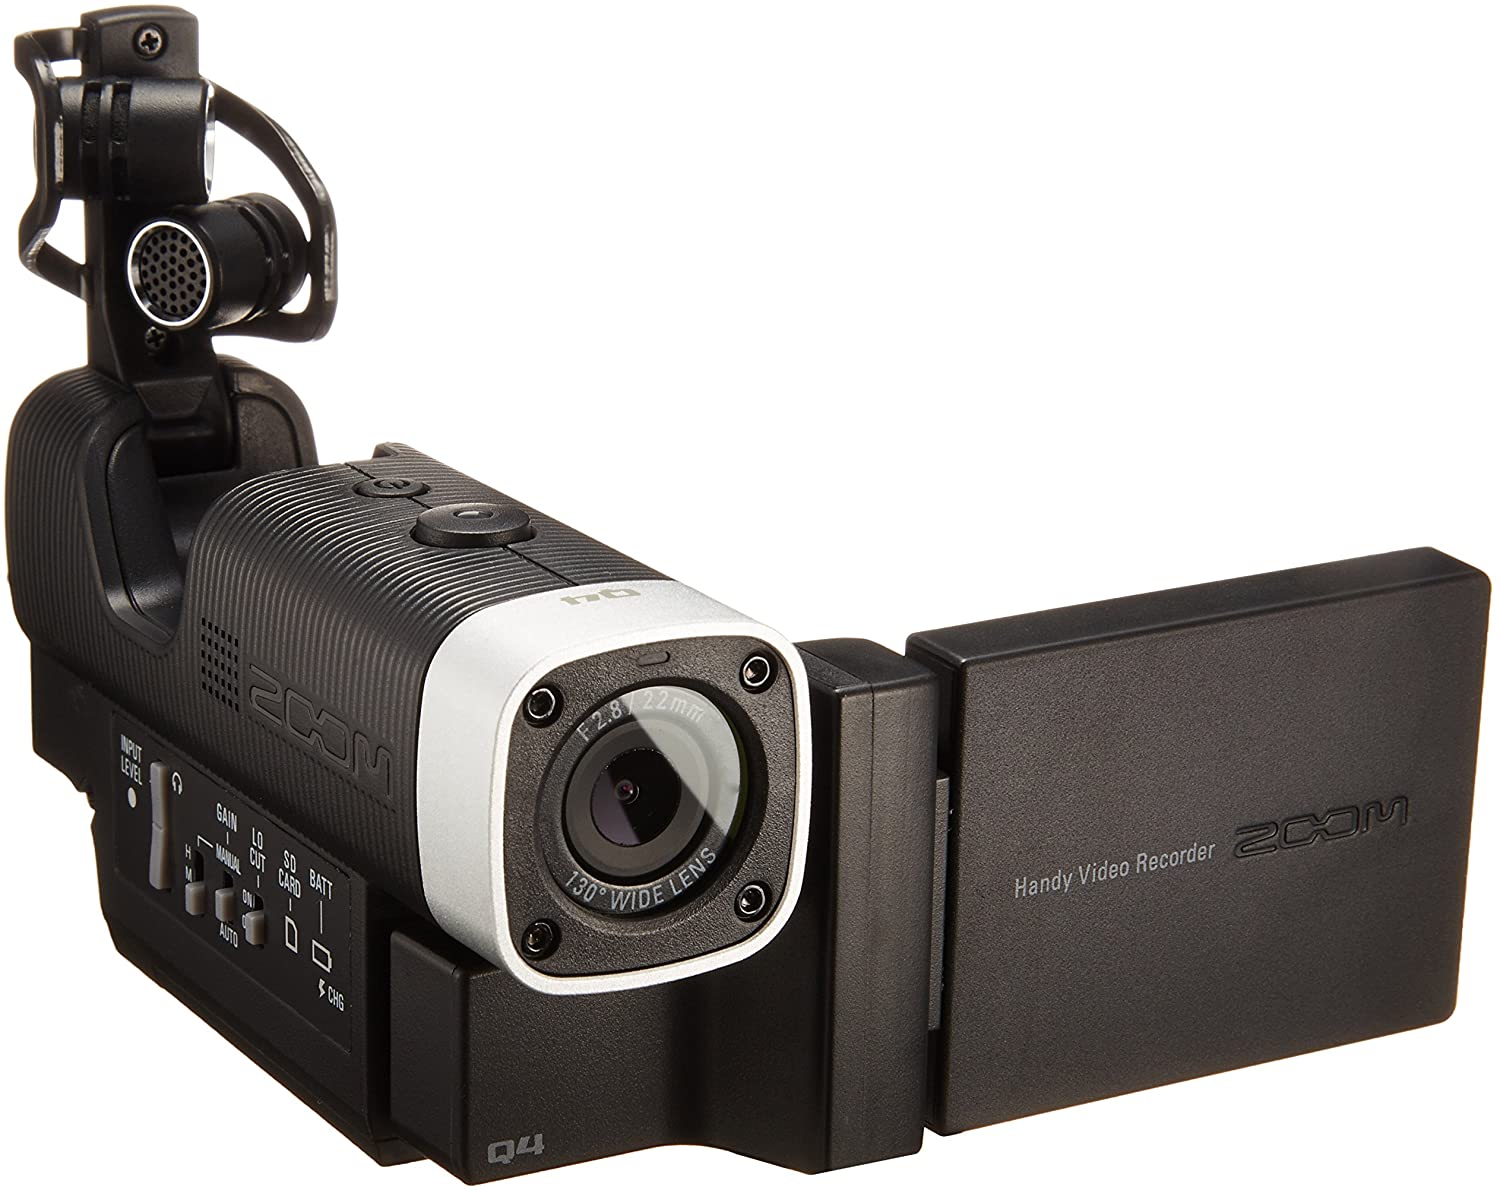 Q4
ZOOM
F 2.8 / 22mm
130° WIDE LENS
INPUT
LEVEL
GAIN
MANUAL
H
M
AUTO
LO
CUT
ON
SD
CARD
BATT
CHG
Handy Video Recorder ZOOM
Q4